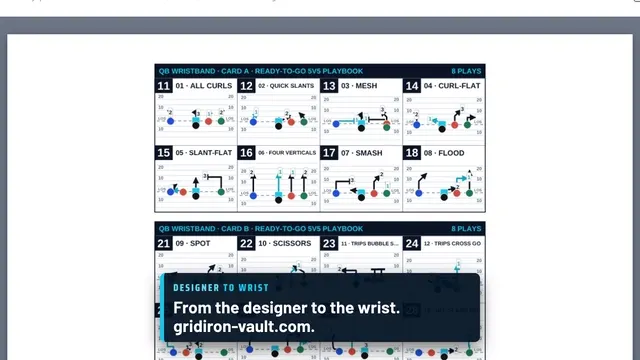 QB WRISTBAND · CARD A · READY-TO-GO 5V5 PLAYBOOK 8 PLAYS
11 01 · ALL CURLS 12 02 · QUICK SLANTS 13 03 · MESH 14 04 · CURL-FLAT
15 05 · SLANT-FLAT 16 06 · FOUR VERTICALS 17 07 · SMASH 18 08 · FLOOD
QB WRISTBAND · CARD B · READY-TO-GO 5V5 PLAYBOOK 8 PLAYS
21 09 · SPOT 22 10 · SCISSORS 23 11 · TRIPS BUBBLE S... 24 12 · TRIPS CROSS GO
DESIGNER TO WRIST
From the designer to the wrist.
gridiron-vault.com.